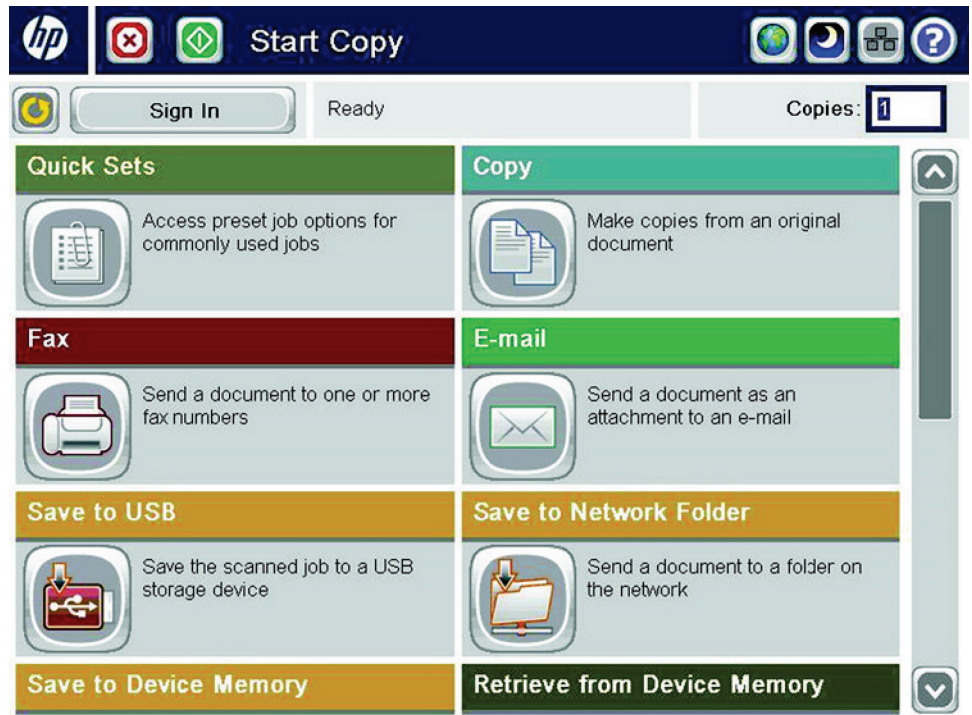 hp
Start Copy
?
Sign In
Ready
Copies: 1
Quick Sets
Copy
Access preset job options for
commonly used jobs
Make copies from an original
document
Fax
E-mail
Send a document to one or more
fax numbers
Send a document as an
attachment to an e-mail
Save to USB
Save to Network Folder
Save the scanned job to a USB
storage device
Send a document to a folder on
the network
Save to Device Memory
Retrieve from Device Memory